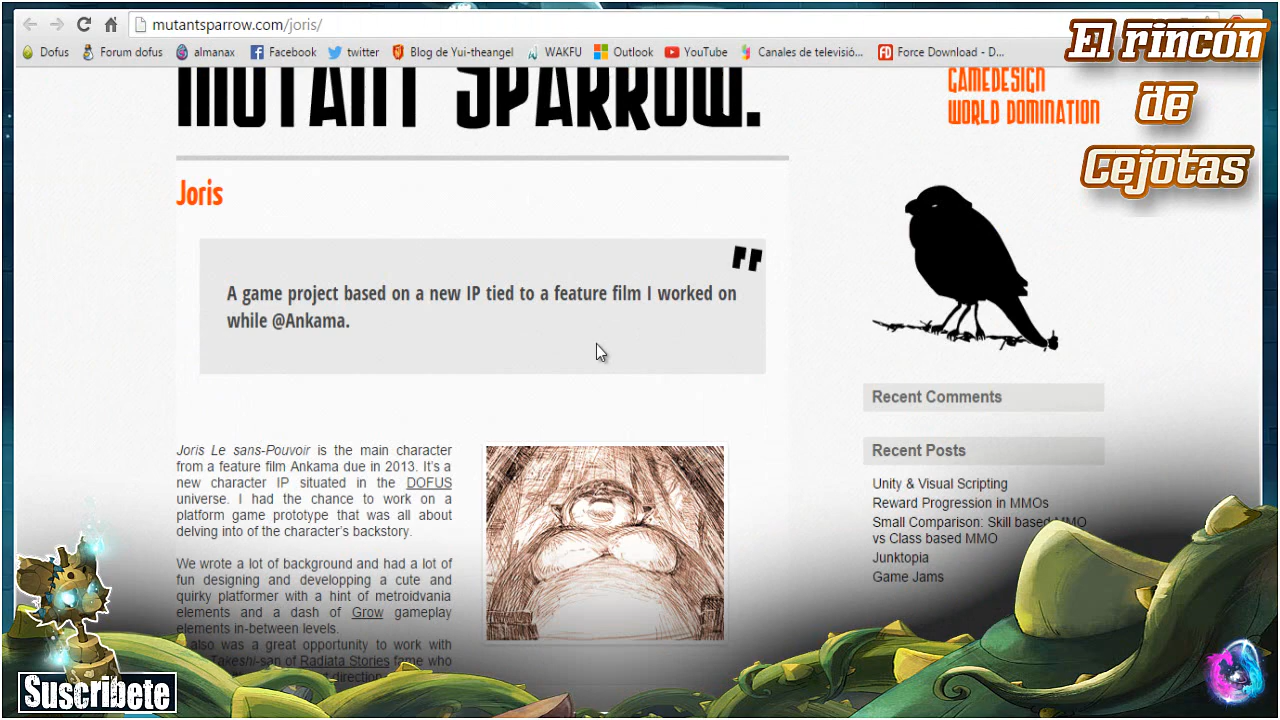 mutantsparrow.com/joris/
Dofus Forum dofus almanax Facebook twitter Blog de Yui-theangel WAKFU Outlook YouTube Canales de televisió... Force Download - D...
El rincón
de
Cejotas
MUTANT SPARROW.
GAMEDESIGN
WORLD DOMINATION
Joris
"
A game project based on a new IP tied to a feature film I worked on
while @Ankama.
Joris Le sans-Pouvoir is the main character
from a feature film Ankama due in 2013. It's a
new character IP situated in the DOFUS
universe. I had the chance to work on a
platform game prototype that was all about
delving into of the character's backstory.
We wrote a lot of background and had a lot of
fun designing and developping a cute and
quirky platformer with a hint of metroidvania
elements and a dash of Grow gameplay
elements in-between levels.
also was a great opportunity to work with
Takeshi-san of Radiata Stories fame who
direction
Recent Comments
Recent Posts
Unity & Visual Scripting
Reward Progression in MMOs
Small Comparison: Skill based MMO
vs Class based MMO
Junktopia
Game Jams
Suscribete